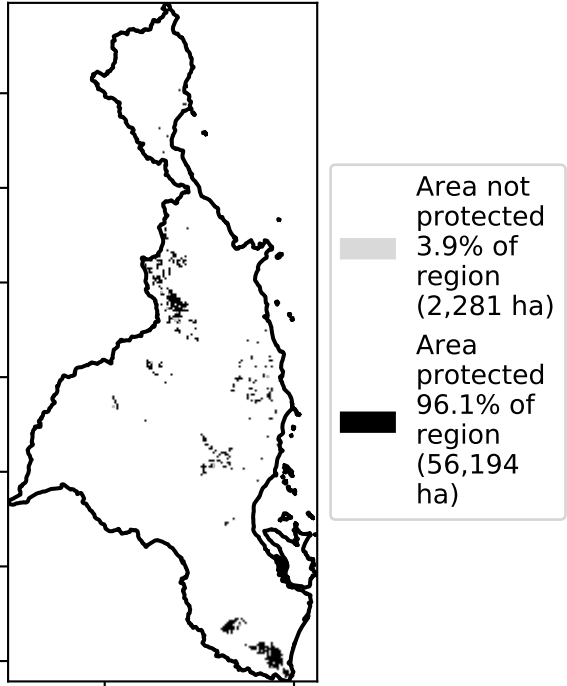 Area not
protected
3.9% of
region
(2,281 ha)
Area
protected
96.1% of
region
(56,194
ha)